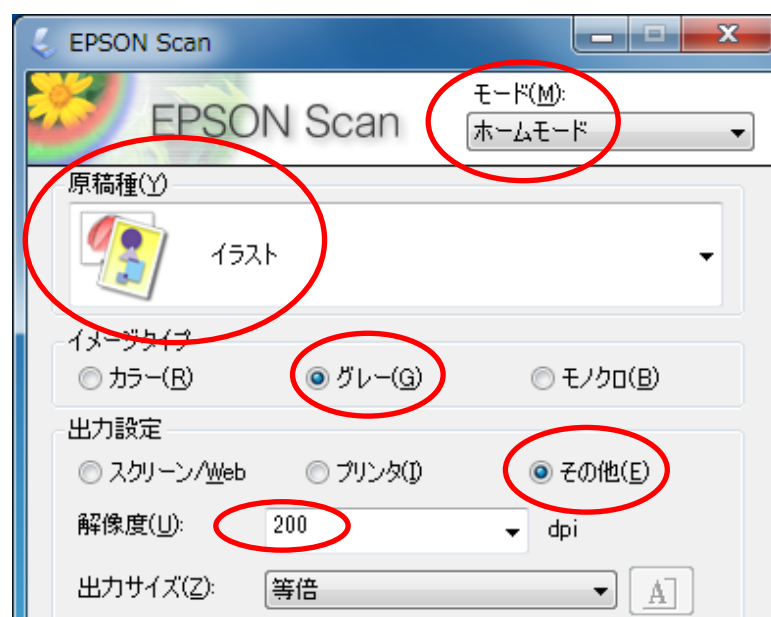 EPSON Scan
EPSON Scan
モード(M):
ホームモード
原稿種(Y)
イラスト
イメージタイプ
カラー(R) グレー(G) モノクロ(B)
出力設定
スクリーン/Web プリンタ(I) その他(E)
解像度(U): 200 dpi
出力サイズ(Z): 等倍 A